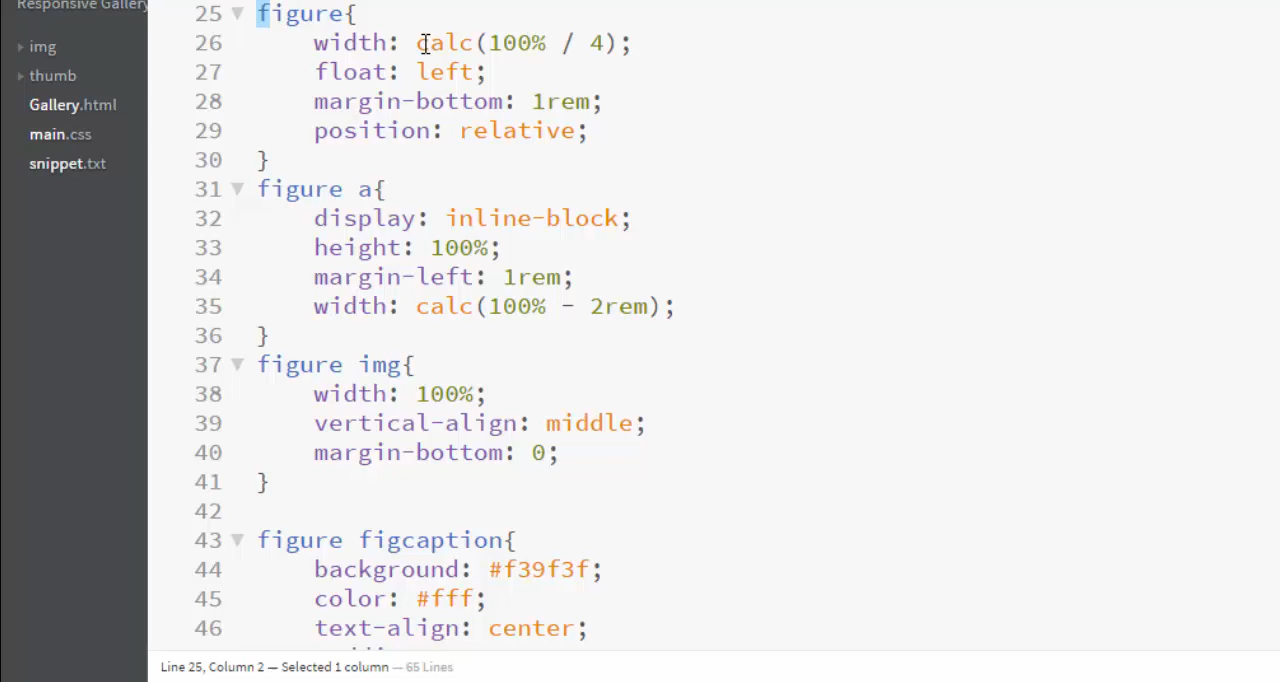 Responsive Gallery
img
thumb
Gallery.html
main.css
snippet.txt
25 figure{
26 width: calc(100% / 4);
27 float: left;
28 margin-bottom: 1rem;
29 position: relative;
30 }
31 figure a{
32 display: inline-block;
33 height: 100%;
34 margin-left: 1rem;
35 width: calc(100% - 2rem);
36 }
37 figure img{
38 width: 100%;
39 vertical-align: middle;
40 margin-bottom: 0;
41 }
42
43 figure figcaption{
44 background: #f39f3f;
45 color: #fff;
46 text-align: center;
Line 25, Column 2 — Selected 1 column — 65 Lines